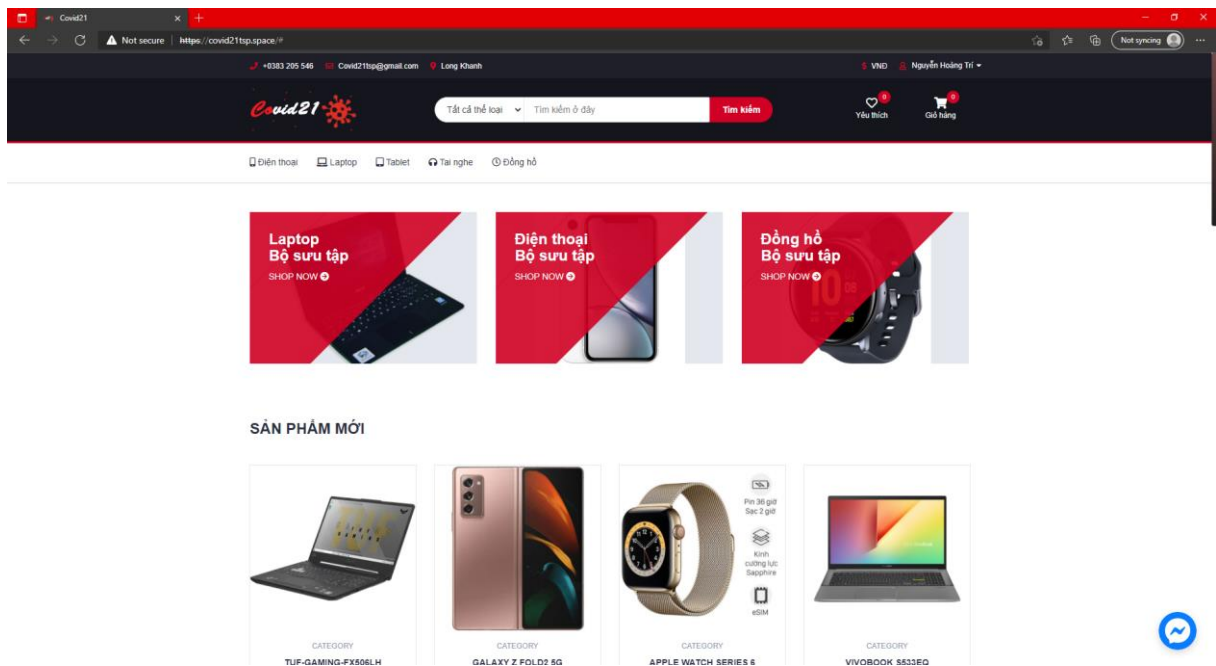 Covid21
Not secure
https://covid21tsp.space/#
Not syncing
+0383 205 546
Covid21tsp@gmail.com
Long Khanh
$ VNĐ
Nguyễn Hoàng Trí
Covid21
Tất cả thể loại
Tìm kiếm ở đây
Tìm kiếm
0
Yêu thích
0
Giỏ hàng
Điện thoại
Laptop
Tablet
Tai nghe
Đồng hồ
Laptop
Bộ sưu tập
SHOP NOW
Điện thoại
Bộ sưu tập
SHOP NOW
Đồng hồ
Bộ sưu tập
SHOP NOW
SẢN PHẨM MỚI
Pin 36 giờ
Sạc 2 giờ
Kính
cường lực
Sapphire
eSIM
CATEGORY
TUF-GAMING-FX506LH
CATEGORY
GALAXY Z FOLD2 5G
CATEGORY
APPLE WATCH SERIES 6
CATEGORY
VIVOBOOK S533EQ